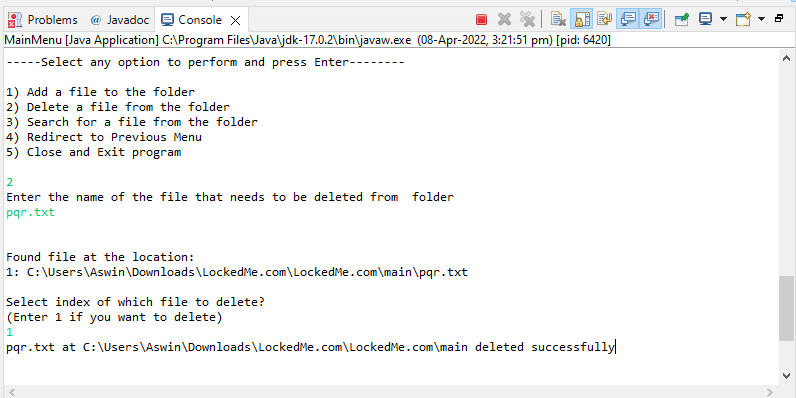 Problems @ Javadoc Console
MainMenu [Java Application] C:\Program Files\Java\jdk-17.0.2\bin\javaw.exe (08-Apr-2022, 3:21:51 pm) [pid: 6420]
-----Select any option to perform and press Enter--------
1) Add a file to the folder
2) Delete a file from the folder
3) Search for a file from the folder
4) Redirect to Previous Menu
5) Close and Exit program
2
Enter the name of the file that needs to be deleted from  folder
pqr.txt
Found file at the location:
1: C:\Users\Aswin\Downloads\LockedMe.com\LockedMe.com\main\pqr.txt
Select index of which file to delete?
(Enter 1 if you want to delete)
1
pqr.txt at C:\Users\Aswin\Downloads\LockedMe.com\LockedMe.com\main deleted successfully